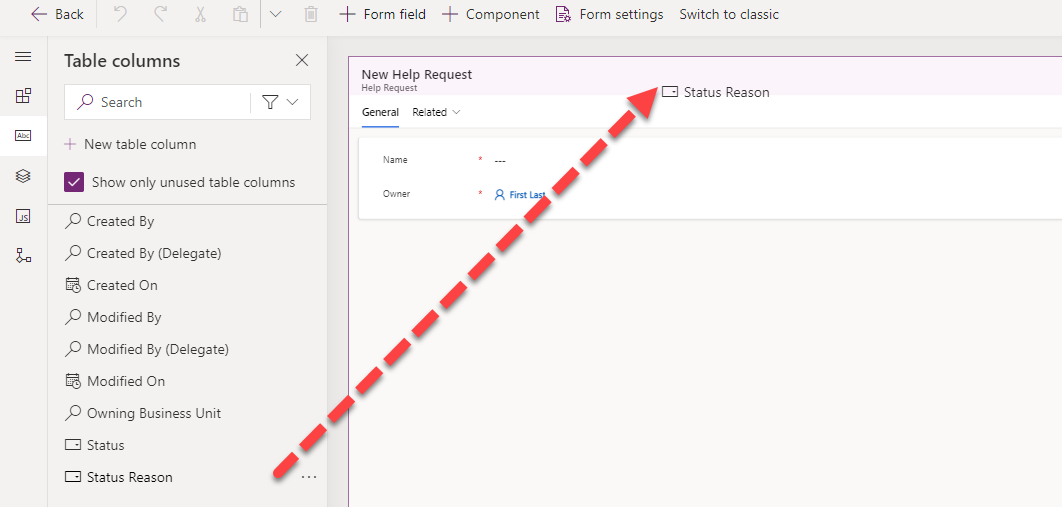 Back
Form field
Component
Form settings
Switch to classic
Table columns
Search
New table column
Show only unused table columns
Created By
Created By (Delegate)
Created On
Modified By
Modified By (Delegate)
Modified On
Owning Business Unit
Status
Status Reason
Abc
JS
New Help Request
Help Request
Status Reason
General Related
Name * ---
Owner * First Last